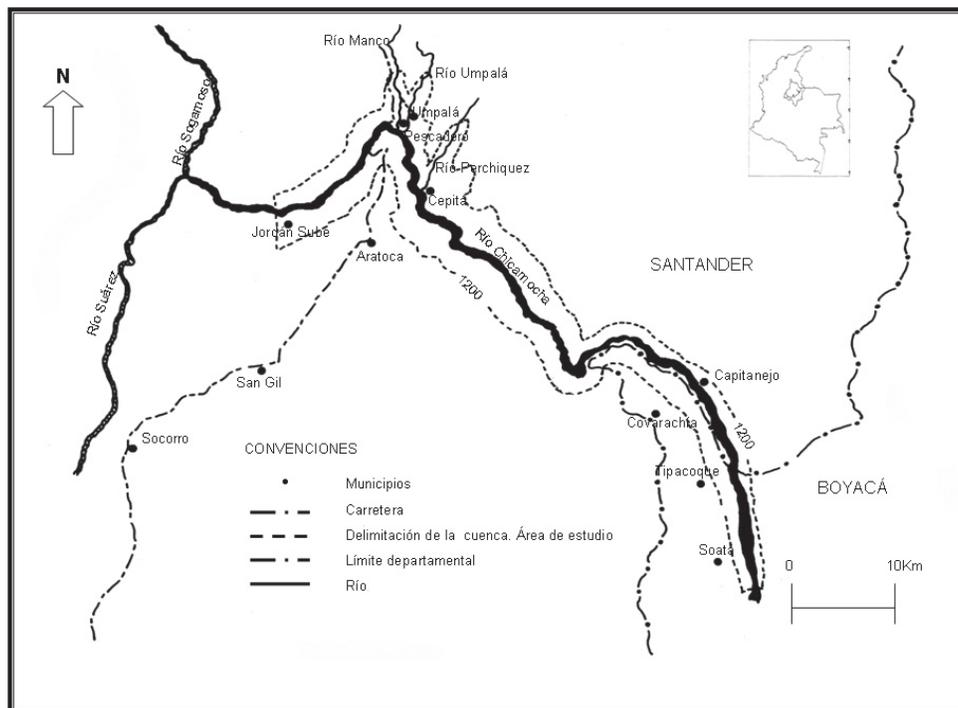 Río Manco
N
Río Umpalá
Río Sogamoso
Umpalá
Pescadero
Río Perchiquez
Cepitá
Jordán Sube
Río Chicamocha
Aratoca
SANTANDER
1200
Río Suárez
San Gil
Capitanejo
Covarachía
1200
Socorro
CONVENCIONES
Tipacoque
BOYACÁ
Municipios
Carretera
Delimitación de la cuenca. Área de estudio
Soatá
0 10Km
Límite departamental
Río